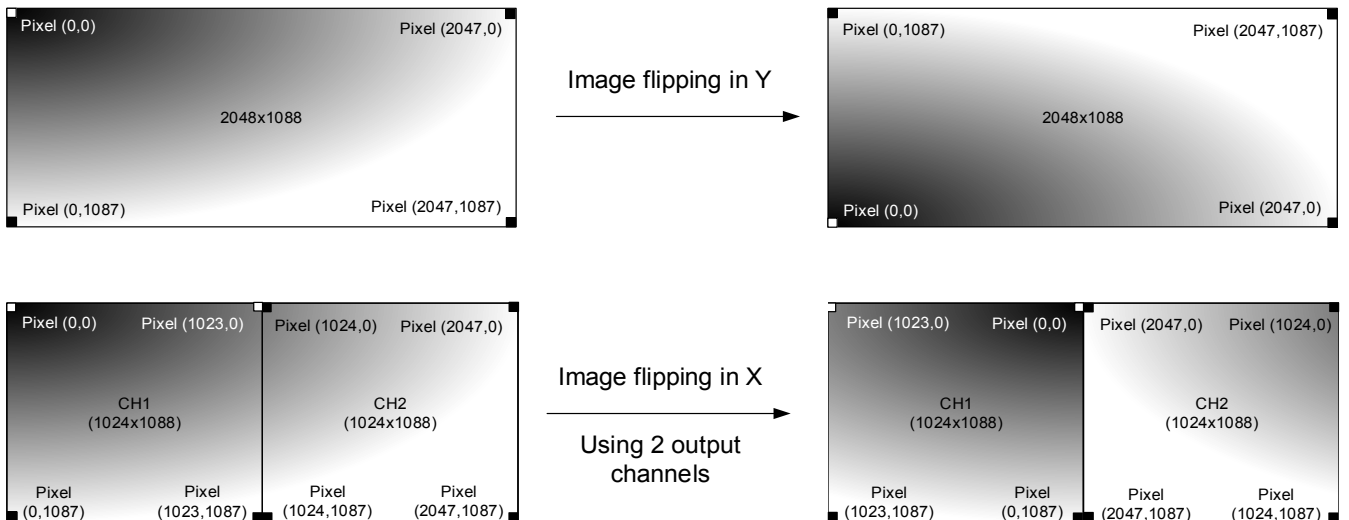 Pixel (0,0)
Pixel (2047,0)
2048x1088
Pixel (0,1087)
Pixel (2047,1087)
Image flipping in Y
Pixel (0,1087)
Pixel (2047,1087)
2048x1088
Pixel (0,0)
Pixel (2047,0)
Pixel (0,0)
Pixel (1023,0)
CH1
(1024x1088)
Pixel
(0,1087)
Pixel
(1023,1087)
Pixel (1024,0)
Pixel (2047,0)
CH2
(1024x1088)
Pixel
(1024,1087)
Pixel
(2047,1087)
Image flipping in X
Using 2 output
channels
Pixel (1023,0)
Pixel (0,0)
CH1
(1024x1088)
Pixel
(1023,1087)
Pixel
(0,1087)
Pixel (2047,0)
Pixel (1024,0)
CH2
(1024x1088)
Pixel
(2047,1087)
Pixel
(1024,1087)